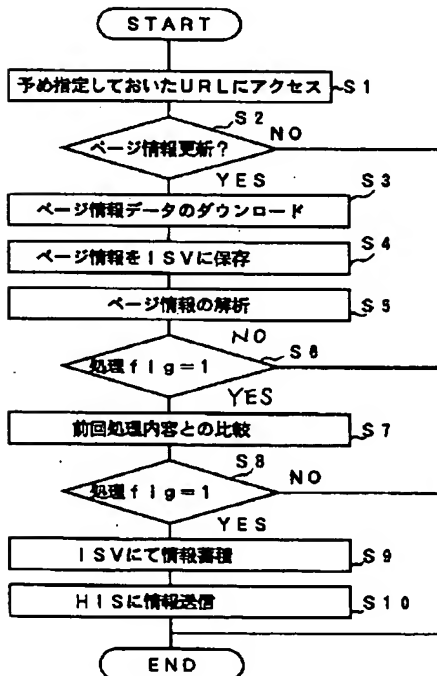 START
予め指定しておいたURLにアクセス
S1
S2
ページ情報更新?
NO
YES
S3
ページ情報データのダウンロード
S4
ページ情報をISVに保存
ページ情報の解析
S5
NO
S6
処理flg=1
YES
前回処理内容との比較
S7
S8
処理flg=1
NO
YES
ISVにて情報蓄積
S9
HISに情報送信
S10
END